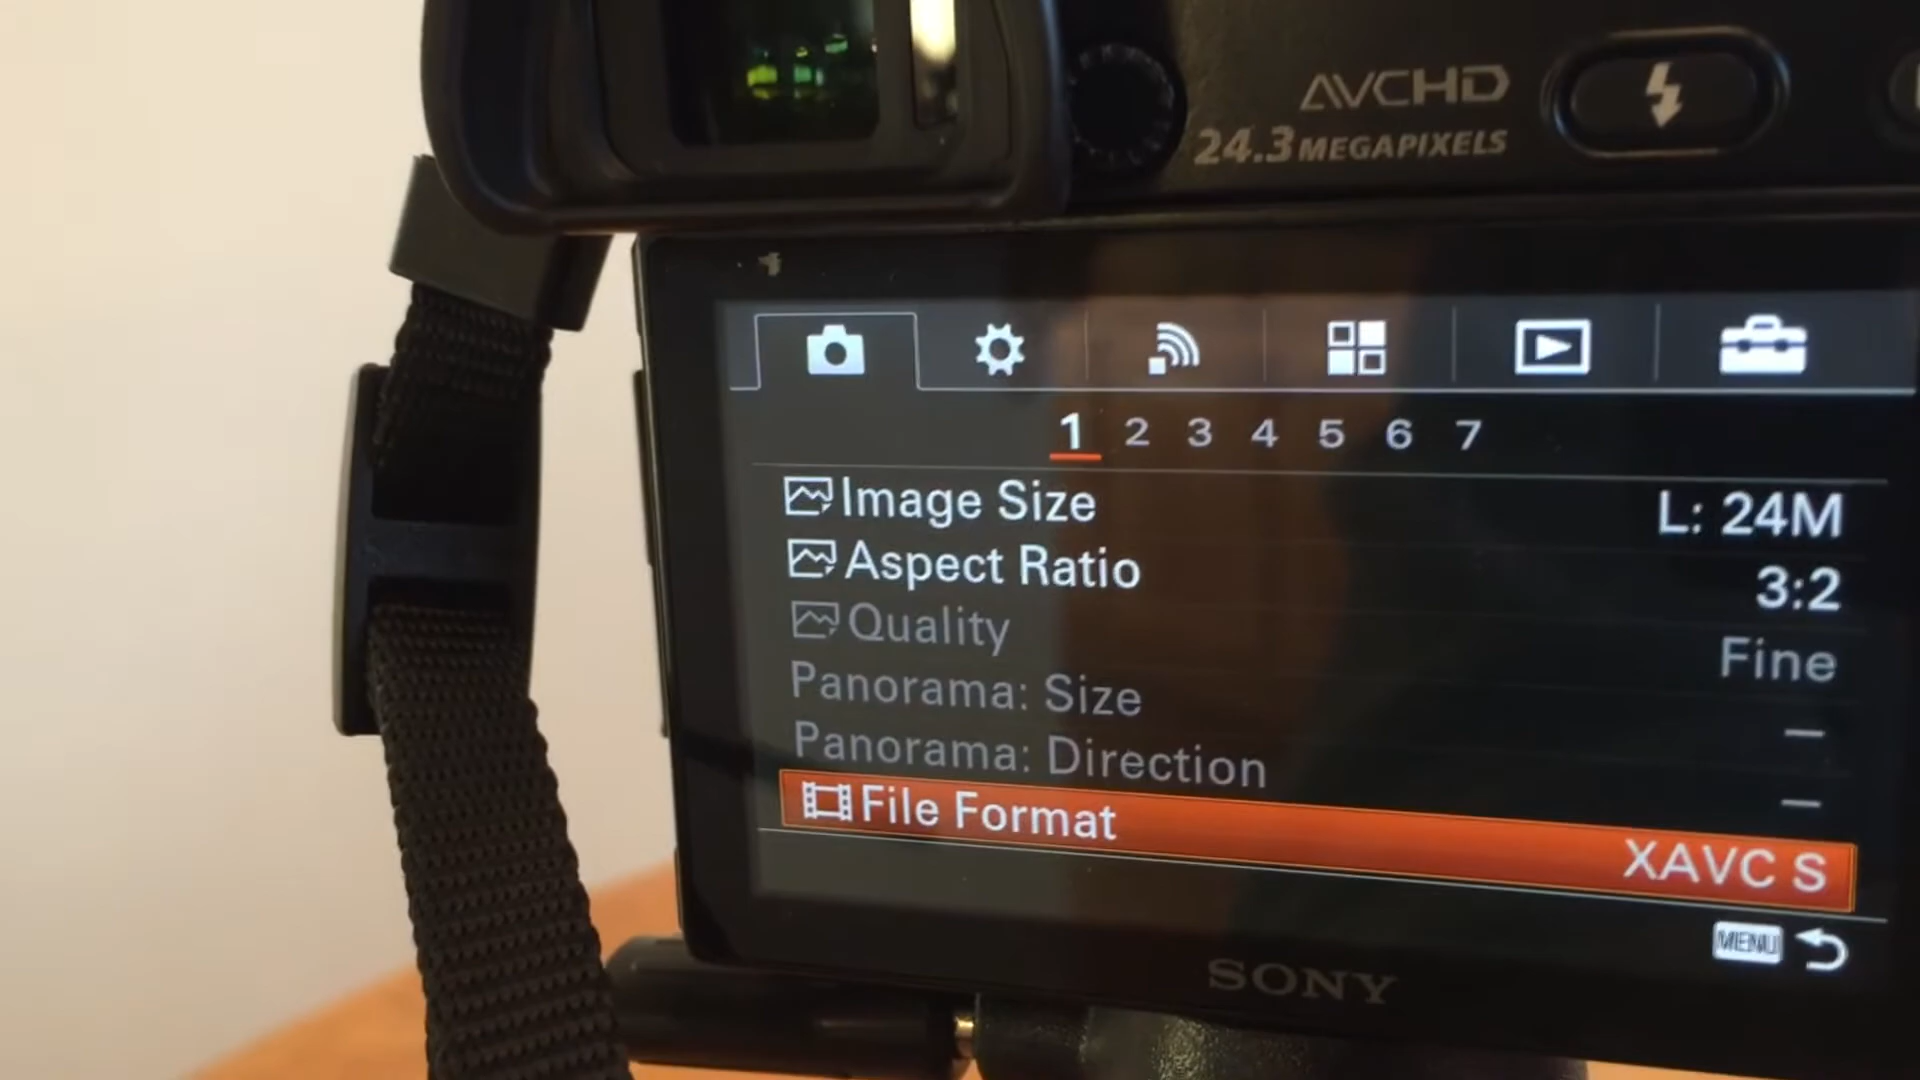 AVCHD
24.3 MEGAPIXELS
1 2 3 4 5 6 7
Image Size L: 24M
Aspect Ratio 3:2
Quality Fine
Panorama: Size –
Panorama: Direction –
File Format XAVC S
MENU
SONY